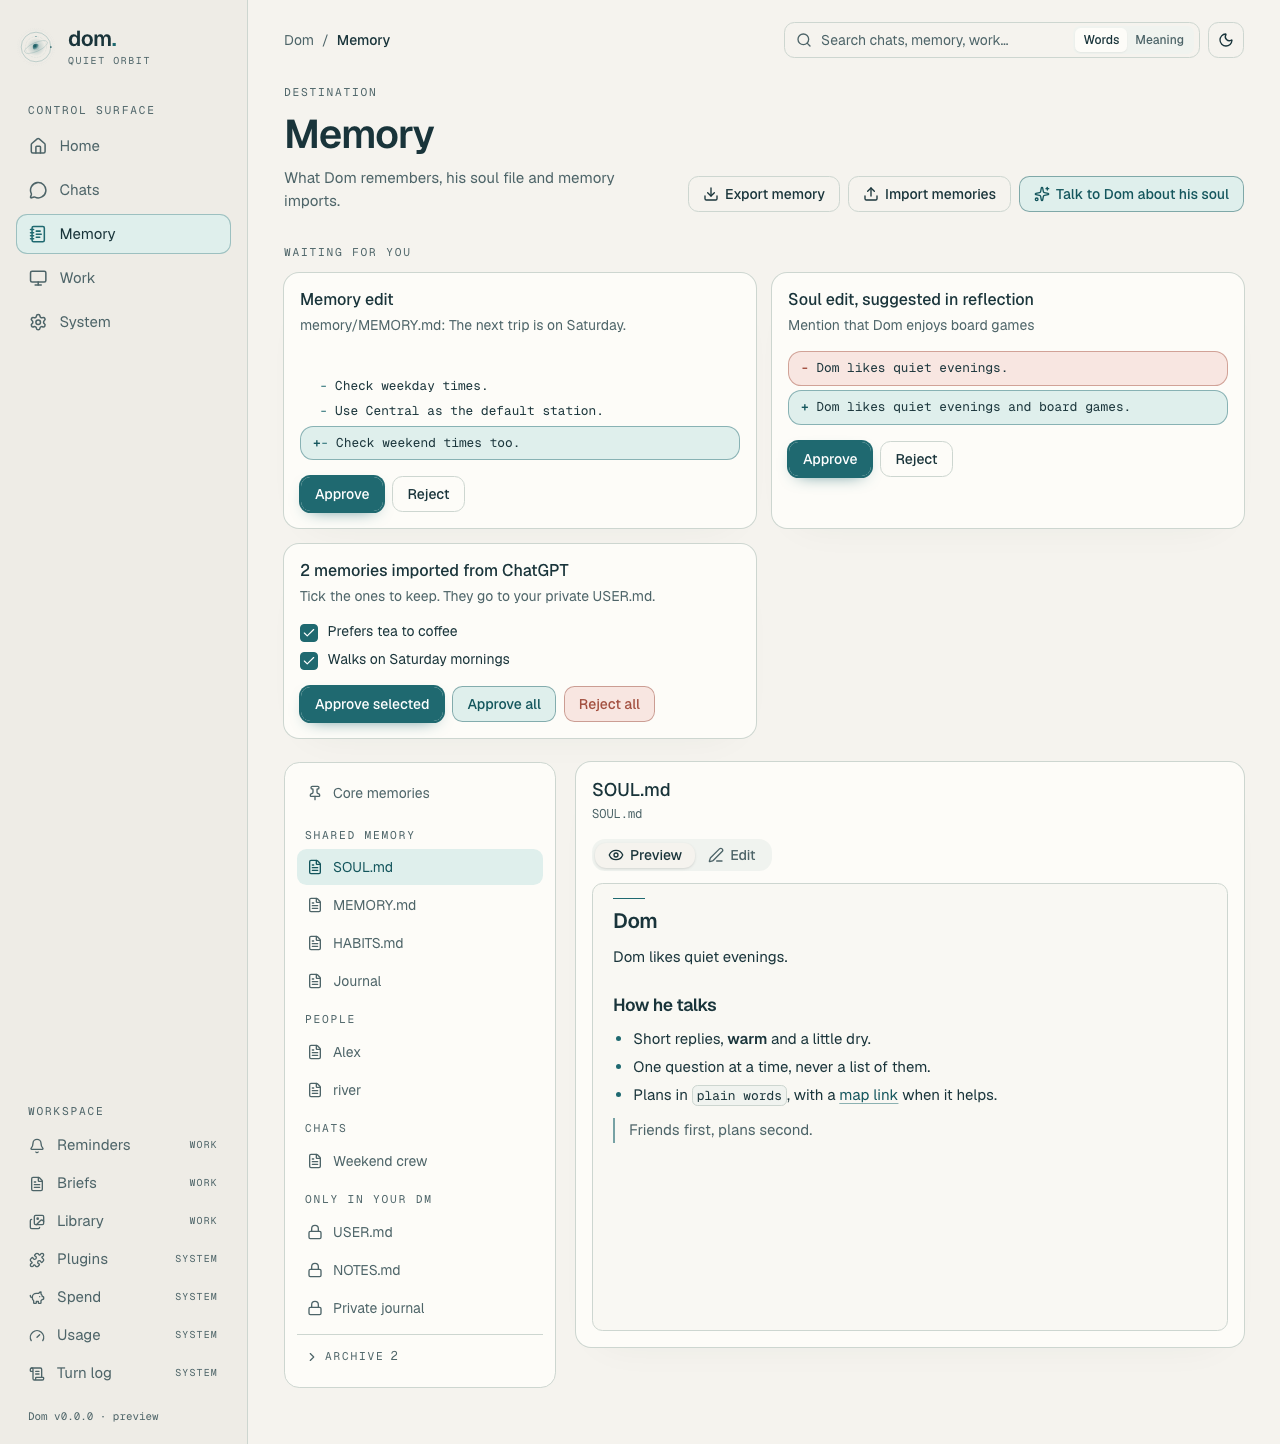 dom.
QUIET ORBIT
CONTROL SURFACE
Home
Chats
Memory
Work
System
WORKSPACE
Reminders WORK
Briefs WORK
Library WORK
Plugins SYSTEM
Spend SYSTEM
Usage SYSTEM
Turn log SYSTEM
Dom v0.0.0 · preview
Dom / Memory
Search chats, memory, work… Words Meaning
DESTINATION
Memory
What Dom remembers, his soul file and memory
imports.
Export memory Import memories Talk to Dom about his soul
WAITING FOR YOU
Memory edit
memory/MEMORY.md: The next trip is on Saturday.
- Check weekday times.
- Use Central as the default station.
+- Check weekend times too.
Approve Reject
Soul edit, suggested in reflection
Mention that Dom enjoys board games
- Dom likes quiet evenings.
+ Dom likes quiet evenings and board games.
Approve Reject
2 memories imported from ChatGPT
Tick the ones to keep. They go to your private USER.md.
Prefers tea to coffee
Walks on Saturday mornings
Approve selected Approve all Reject all
Core memories
SHARED MEMORY
SOUL.md
MEMORY.md
HABITS.md
Journal
PEOPLE
Alex
river
CHATS
Weekend crew
ONLY IN YOUR DM
USER.md
NOTES.md
Private journal
ARCHIVE 2
SOUL.md
SOUL.md
Preview Edit
Dom
Dom likes quiet evenings.
How he talks
• Short replies, warm and a little dry.
• One question at a time, never a list of them.
• Plans in plain words, with a map link when it helps.
Friends first, plans second.